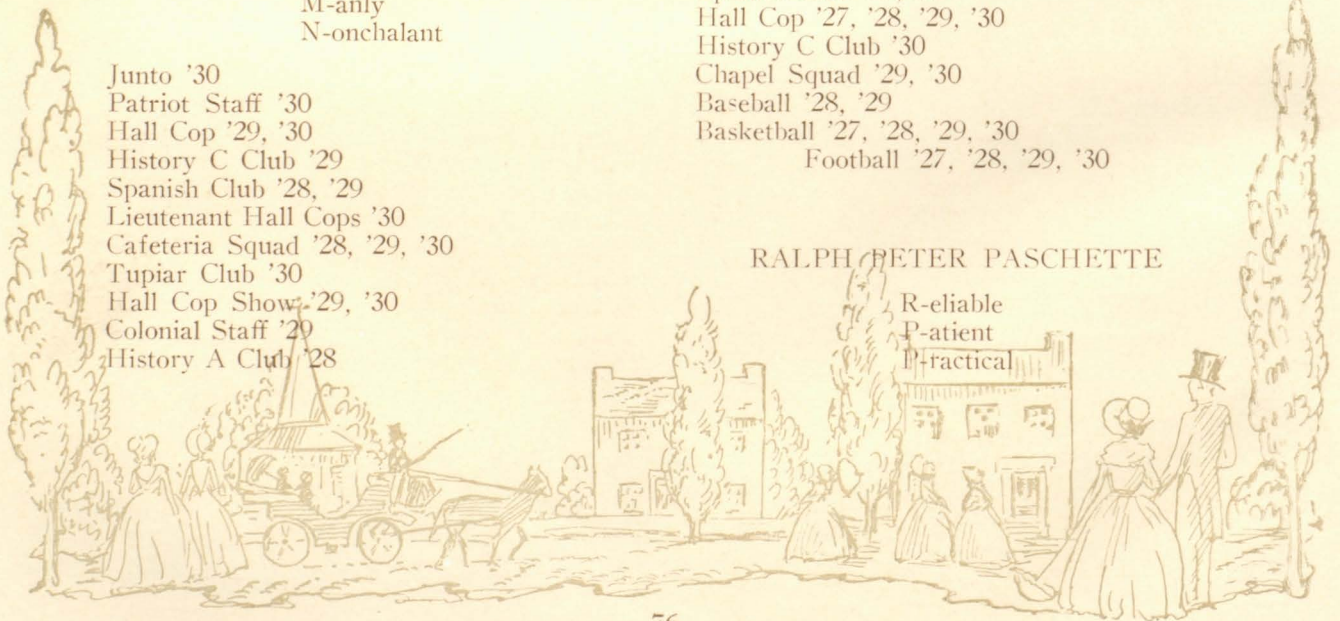 M-anly
N-onchalant
Junto '30
Patriot Staff '30
Hall Cop '29, '30
History C Club '29
Spanish Club '28, '29
Lieutenant Hall Cops '30
Cafeteria Squad '28, '29, '30
Tupiar Club '30
Hall Cop Show '29, '30
Colonial Staff '29
History A Club '28
Hall Cop '27, '28, '29, '30
History C Club '30
Chapel Squad '29, '30
Baseball '28, '29
Basketball '27, '28, '29, '30
Football '27, '28, '29, '30
RALPH PETER PASCHETTE
R-eliable
P-atient
P-ractical